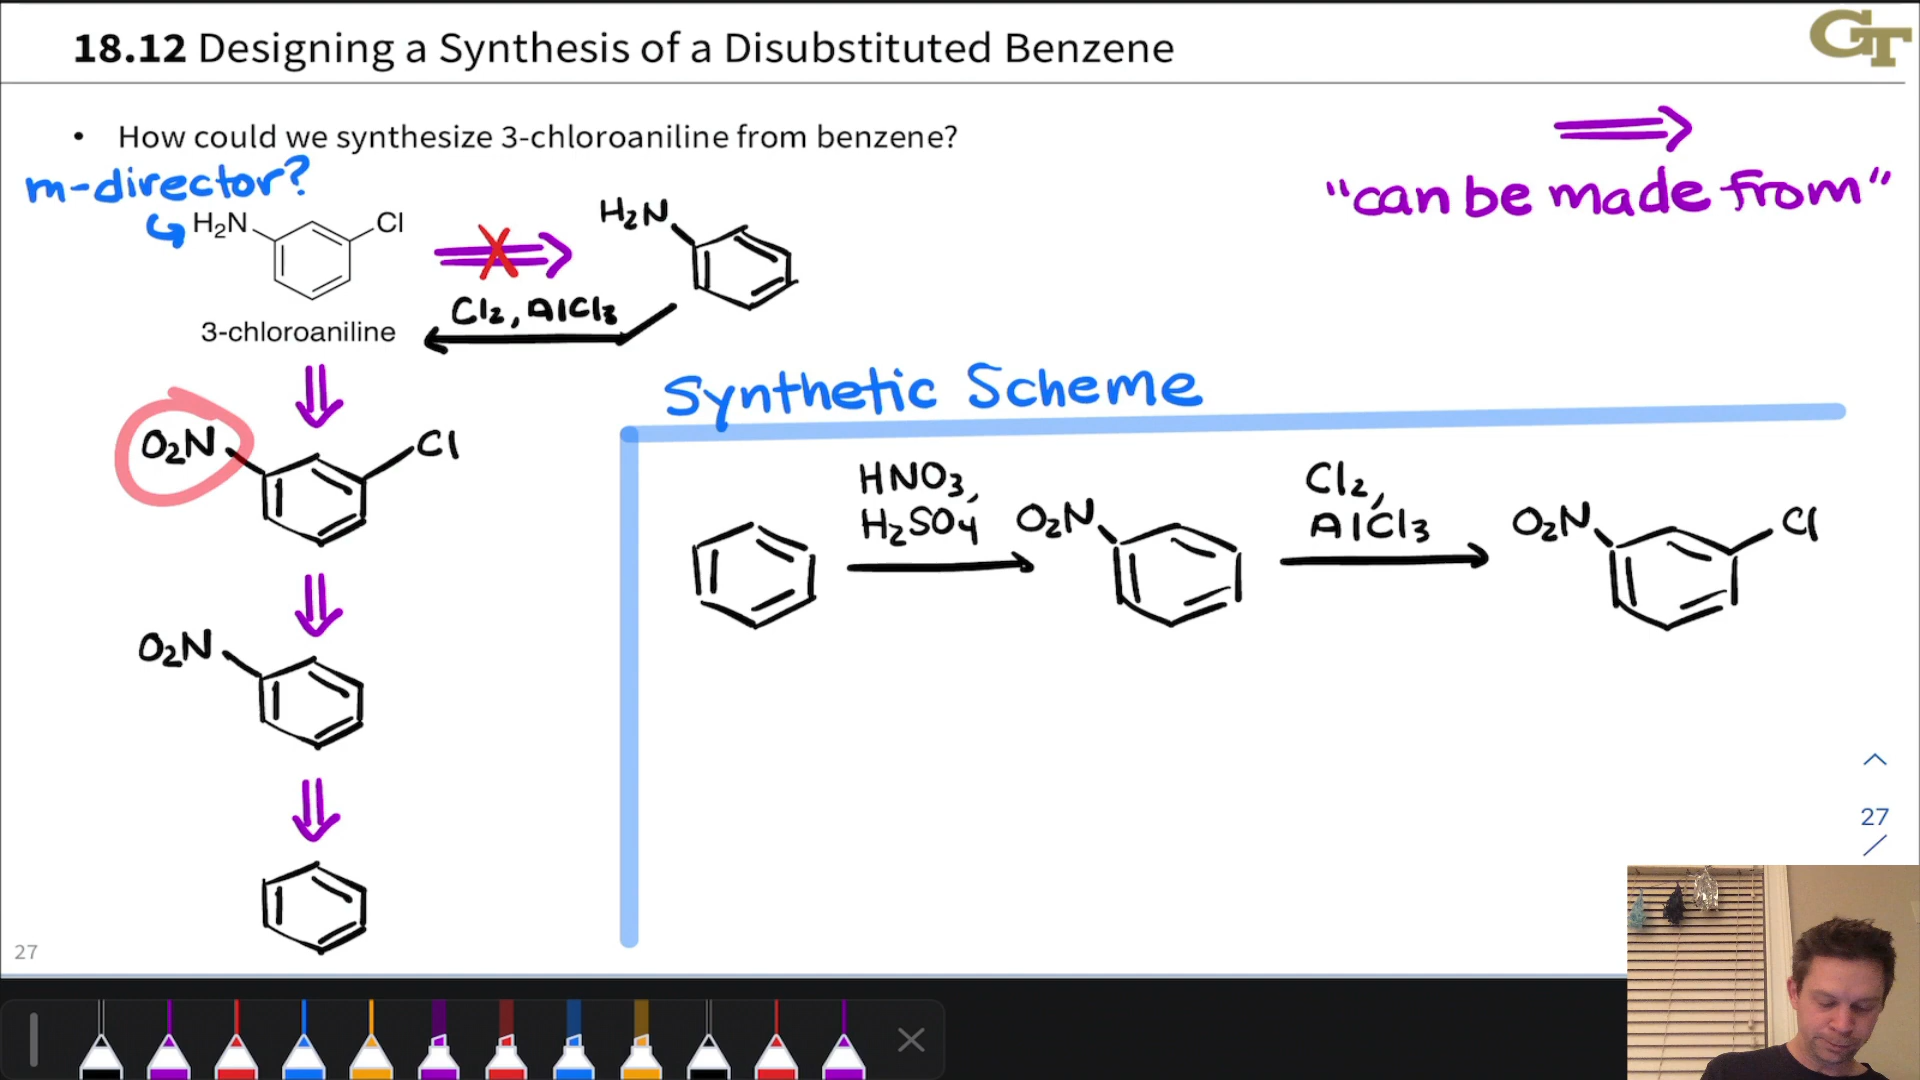 18.12 Designing a Synthesis of a Disubstituted Benzene
GT
• How could we synthesize 3-chloroaniline from benzene?
m-director?
"can be made from"
H₂N
Cl
H₂N
Cl₂, AlCl₃
3-chloroaniline
Synthetic Scheme
O₂N
Cl
HNO₃,
H₂SO₄
O₂N
Cl₂,
AlCl₃
O₂N
Cl
O₂N
27
27